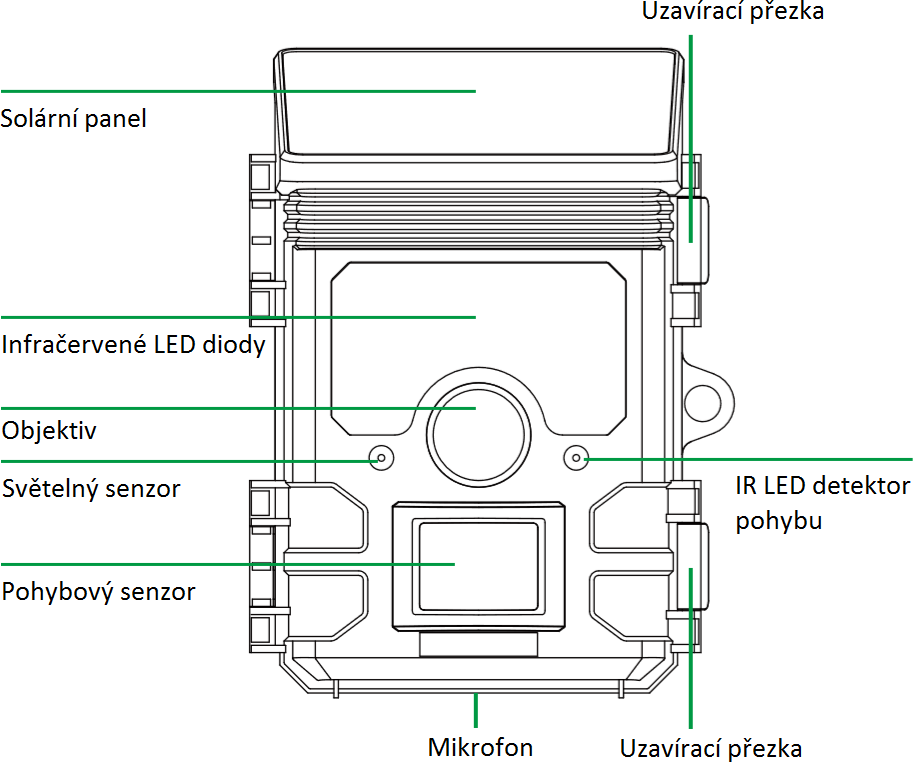 Uzavírací přezka
Solární panel
Infračervené LED diody
Objektiv
Světelný senzor
IR LED detektor
pohybu
Pohybový senzor
Mikrofon
Uzavírací přezka